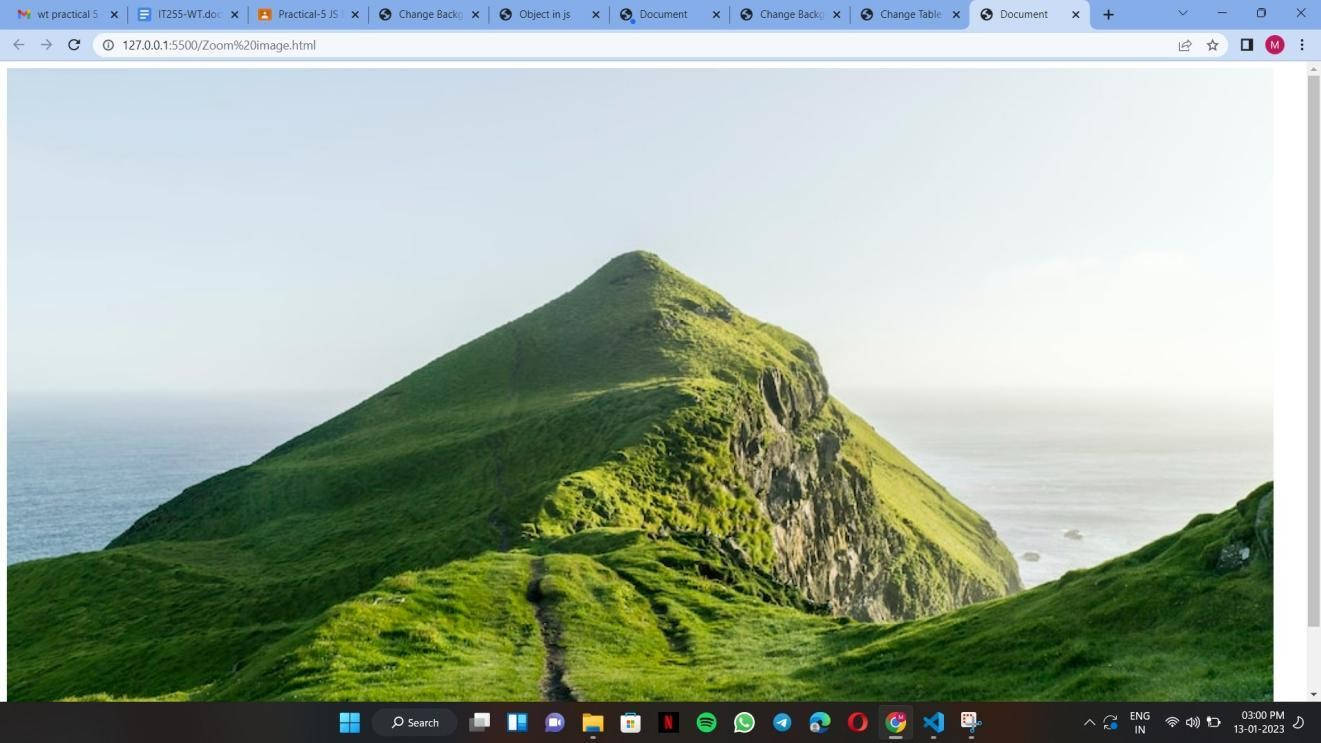 wt practical 5
IT255-WT.doc
Practical-5 JS
Change Backg
Object in js
Document
Change Backg
Change Table
Document
127.0.0.1:5500/Zoom%20image.html
M
Search
ENG
IN
03:00 PM
13-01-2023